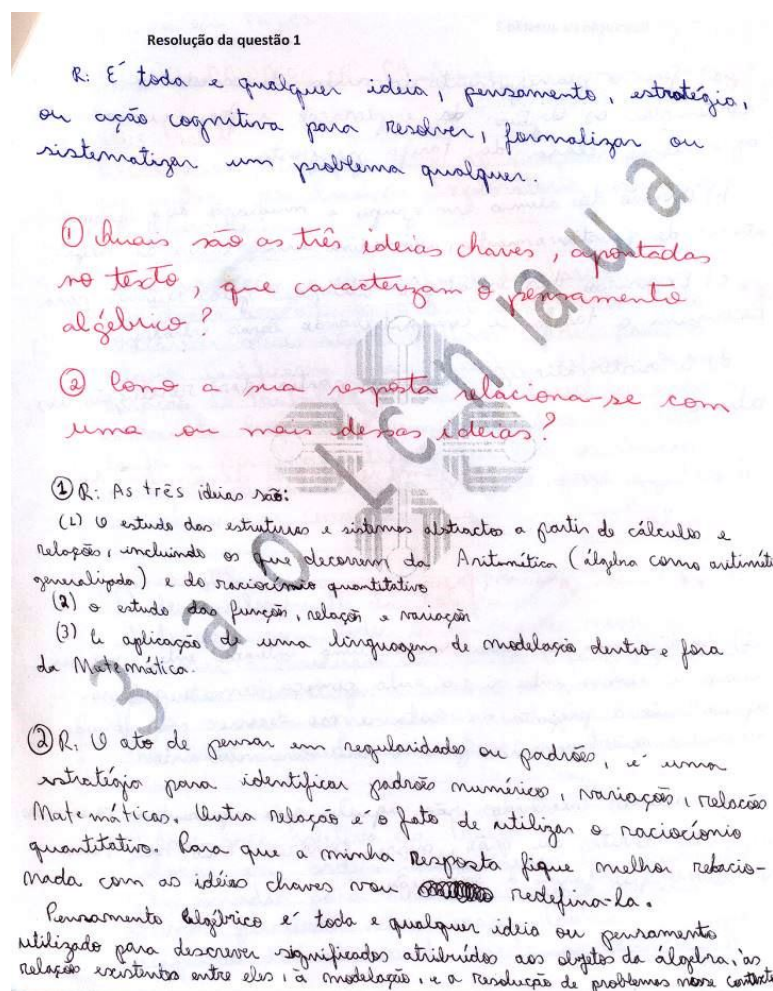 Resolução da questão 1
R: É toda e qualquer ideia, pensamento, estratégia,
ou ação cognitiva para resolver, formalizar ou
sistematizar um problema qualquer.
① Quais são as três ideias chaves, apontadas
no texto, que caracterizam o pensamento
algébrico?
② Como a sua resposta relaciona-se com
uma ou mais dessas ideias?
① R: As três idéias são:
(1) O estudo das estruturas e sistemas abstractos a partir de cálculos e
relações, incluindo os que decorrem da Aritmética (álgebra como aritméti
generalizada) e do raciocínio quantitativo
(2) o estudo das funções, relações e variações
(3) A aplicação de uma linguagem de modelação dentro e fora
da Matemática.
② R, O ato de pensar em regularidades ou padrões, é uma
estratégia para identificar padrões numéricos, variações, relações
Matemáticas. Outra relação é o fato de utilizar o raciocíonio
quantitativo. Para que a minha Resposta fique melhor relacio-
nada com as idéias chaves vou redefina-la.
Pensamento Algébrico é toda e qualquer ideia ou pensamento
utilizado para descrever significados atribuídos aos objetos da álgebra, às
relações existentes entre eles, à modelação, e a resolução de problemas nesse contexto
3 a o L c n i a u a